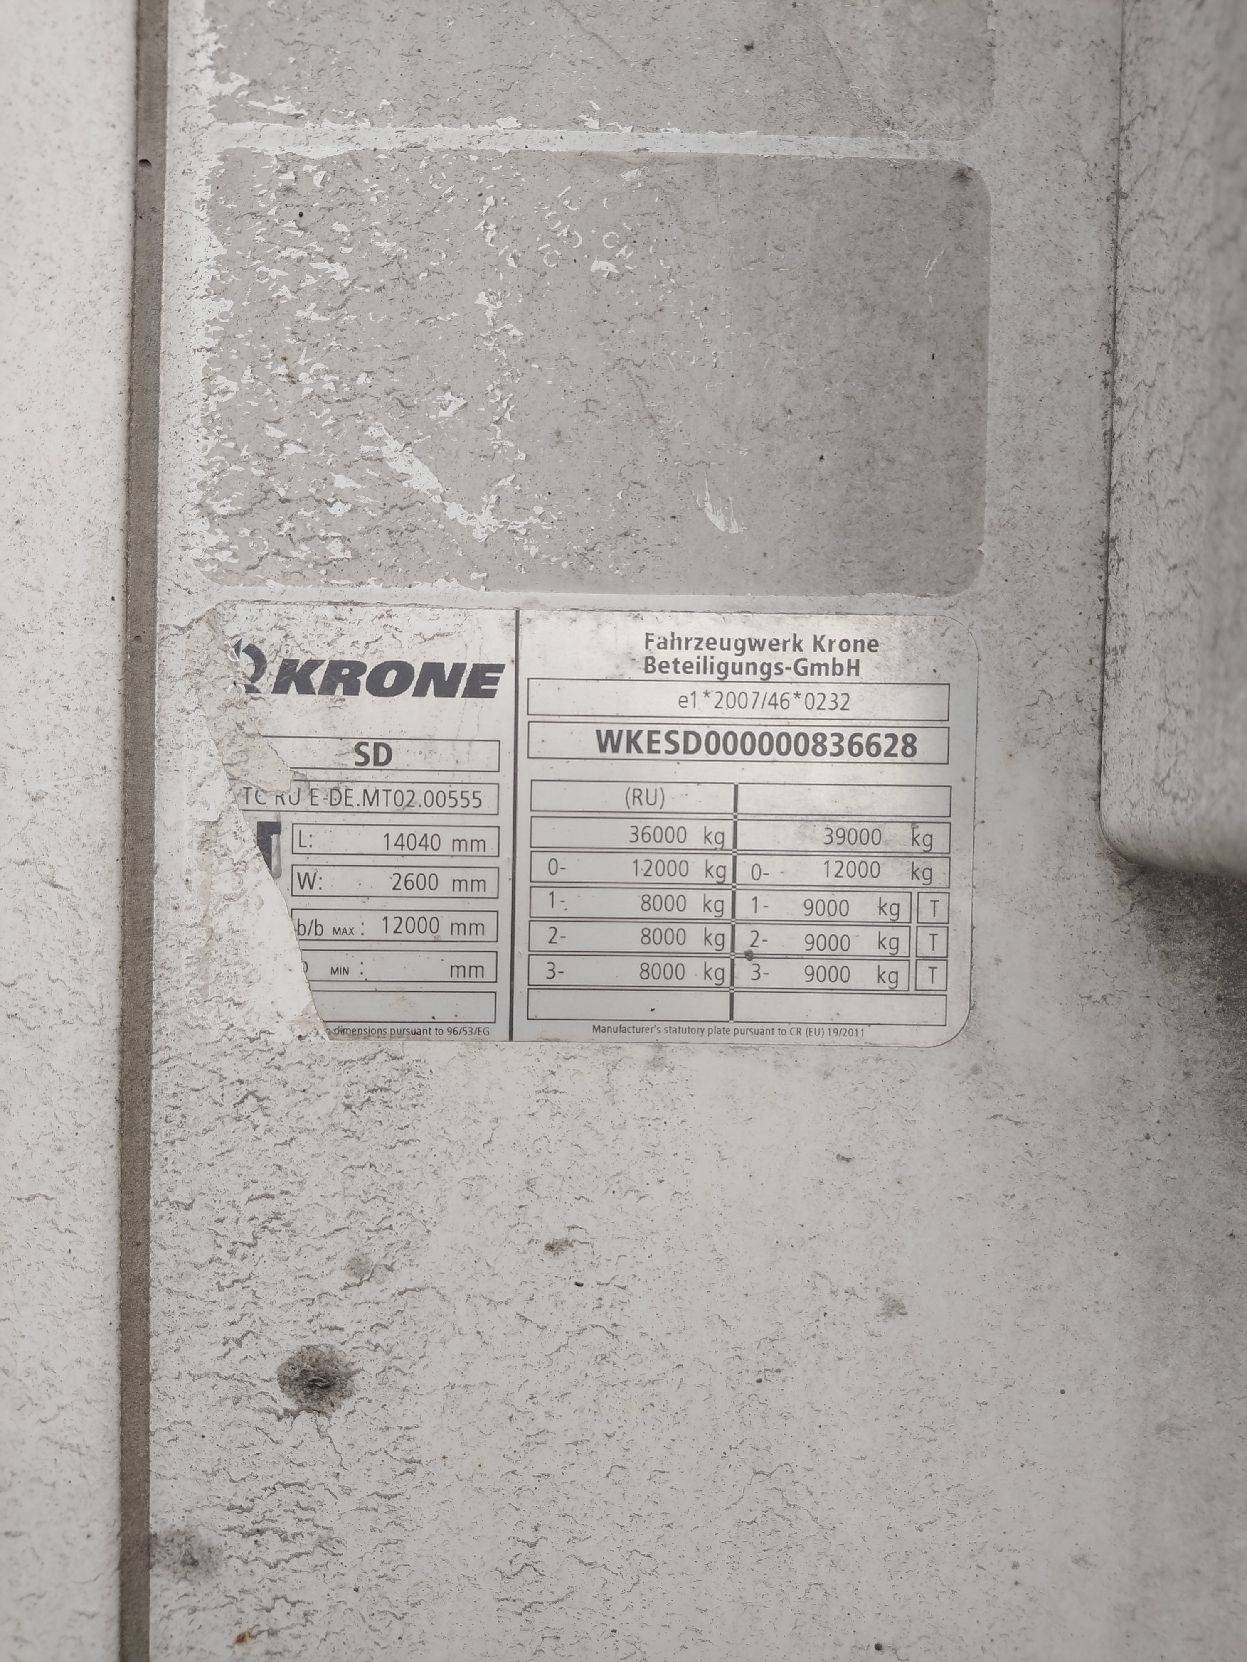 KRONE
SD
TC RU E-DE.MT02.00555
L: 14040 mm
W: 2600 mm
b/b MAX : 12000 mm
MIN : mm
dimensions pursuant to 96/53/EG
Fahrzeugwerk Krone
Beteiligungs-GmbH
e1*2007/46*0232
WKESD000000836628
(RU)
36000 kg 39000 kg
0- 12000 kg 0- 12000 kg
1- 8000 kg 1- 9000 kg T
2- 8000 kg 2- 9000 kg T
3- 8000 kg 3- 9000 kg T
Manufacturer's statutory plate pursuant to CR (EU) 19/2011